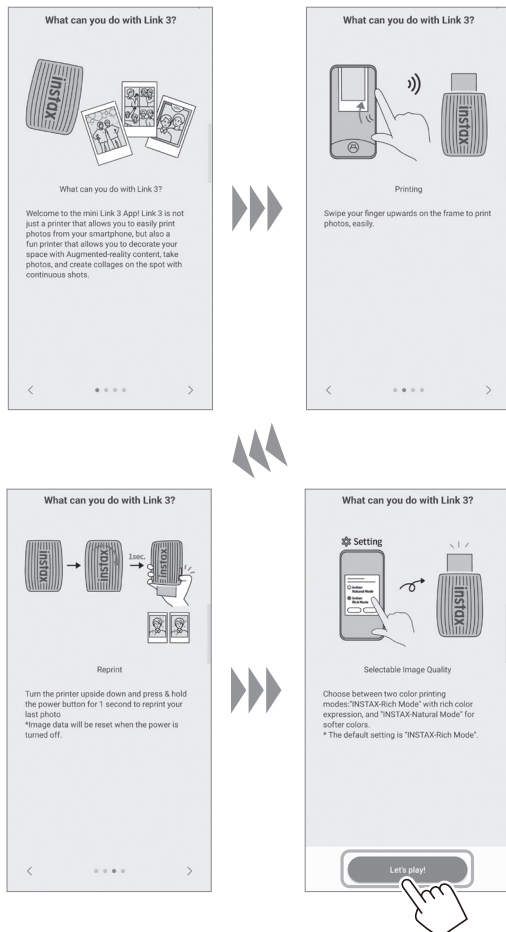 What can you do with Link 3?
instax
What can you do with Link 3?
Welcome to the mini Link 3 App! Link 3 is not
just a printer that allows you to easily print
photos from your smartphone, but also a
fun printer that allows you to decorate your
space with Augmented-reality content, take
photos, and create collages on the spot with
continuous shots.
What can you do with Link 3?
instax
Printing
Swipe your finger upwards on the frame to print
photos, easily.
What can you do with Link 3?
instax
instax
1sec.
instax
Reprint
Turn the printer upside down and press & hold
the power button for 1 second to reprint your
last photo
*Image data will be reset when the power is
turned off.
What can you do with Link 3?
Setting
instax
Natural Mode
instax
Rich Mode
instax
Selectable Image Quality
Choose between two color printing
modes:"INSTAX-Rich Mode" with rich color
expression, and "INSTAX-Natural Mode" for
softer colors.
* The default setting is "INSTAX-Rich Mode".
Let's play!